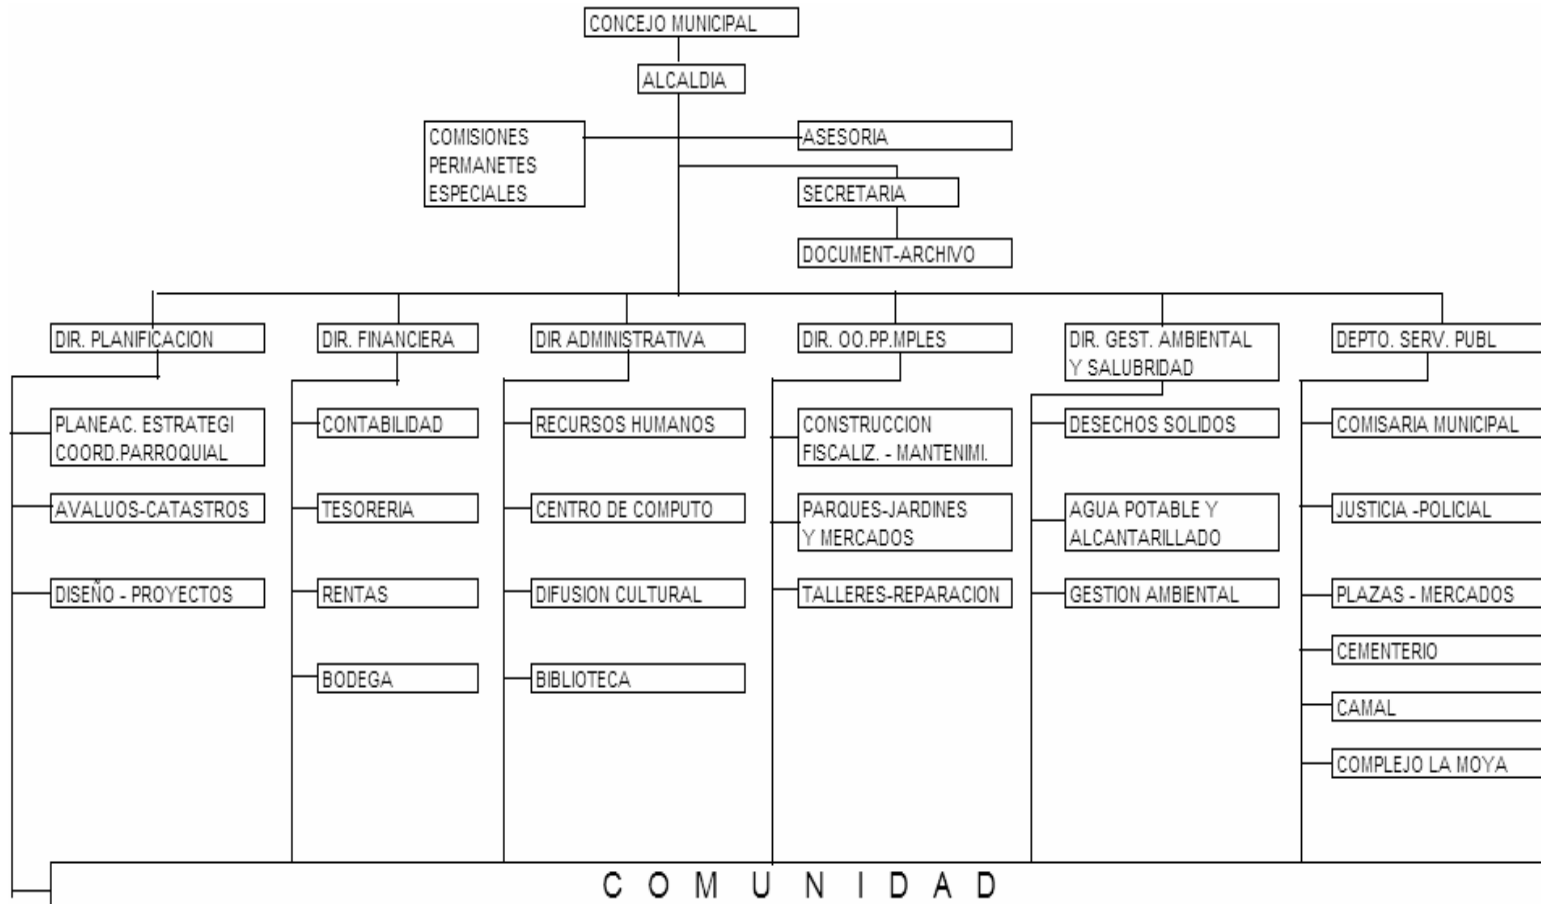 CONCEJO MUNICIPAL
ALCALDIA
COMISIONES
PERMANETES
ESPECIALES
ASESORIA
SECRETARIA
DOCUMENT-ARCHIVO
DIR. PLANIFICACION
PLANEAC. ESTRATEGI
COORD.PARROQUIAL
AVALUOS-CATASTROS
DISEÑO - PROYECTOS
DIR. FINANCIERA
CONTABILIDAD
TESORERIA
RENTAS
BODEGA
DIR ADMINISTRATIVA
RECURSOS HUMANOS
CENTRO DE COMPUTO
DIFUSION CULTURAL
BIBLIOTECA
DIR. OO.PP.MPLES
CONSTRUCCION
FISCALIZ. - MANTENIMI.
PARQUES-JARDINES
Y MERCADOS
TALLERES-REPARACION
DIR. GEST. AMBIENTAL
Y SALUBRIDAD
DESECHOS SOLIDOS
AGUA POTABLE Y
ALCANTARILLADO
GESTION AMBIENTAL
DEPTO. SERV. PUBL
COMISARIA MUNICIPAL
JUSTICIA -POLICIAL
PLAZAS - MERCADOS
CEMENTERIO
CAMAL
COMPLEJO LA MOYA
C O M U N I D A D